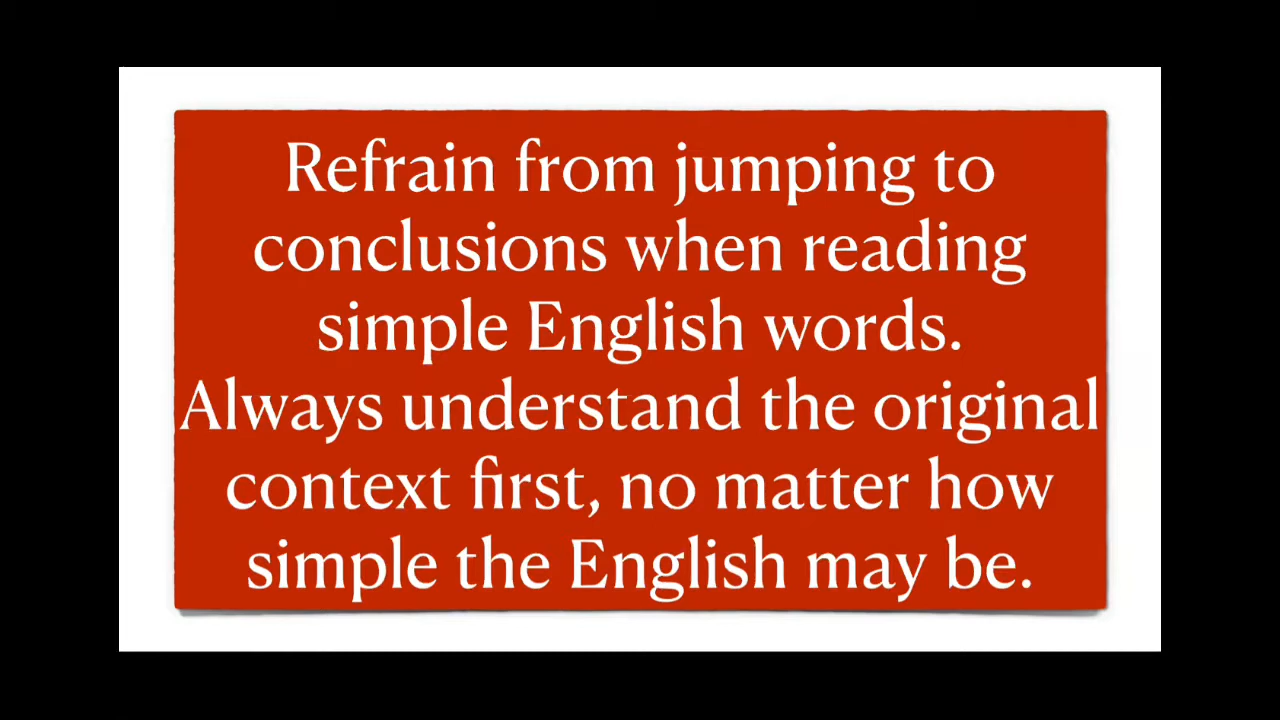 Refrain from jumping to
conclusions when reading
simple English words.
Always understand the original
context first, no matter how
simple the English may be.